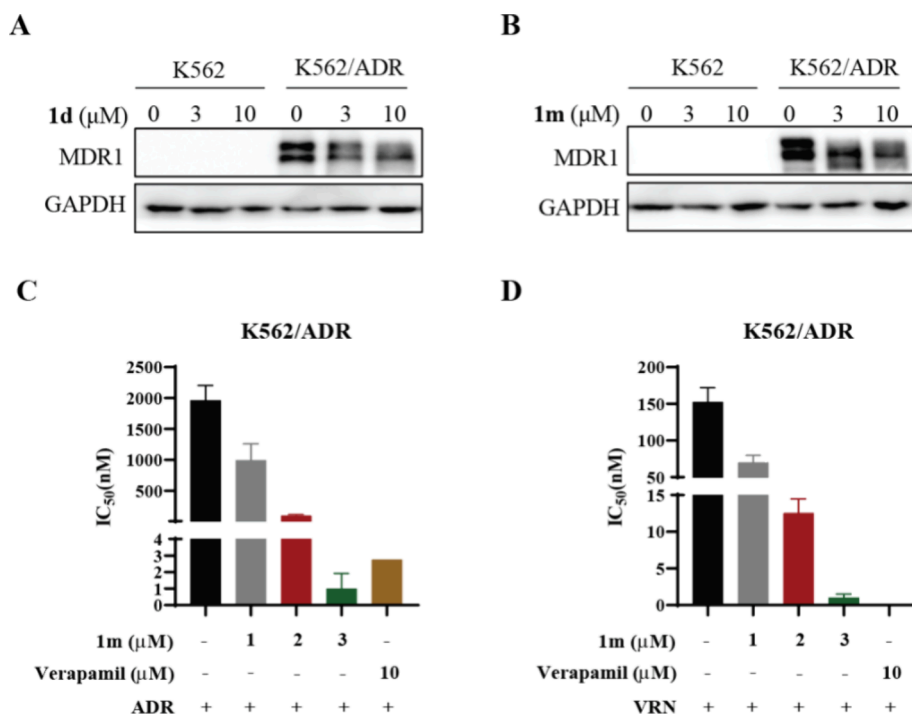 A
K562 K562/ADR
1d (μM) 0 3 10 0 3 10
MDR1
GAPDH
B
K562 K562/ADR
1m (μM) 0 3 10 0 3 10
MDR1
GAPDH
C
K562/ADR
IC50(nM)
2500
2000
1500
1000
500
4
3
2
1
0
1m (μM) - 1 2 3 -
Verapamil (μM) - - - - 10
ADR + + + + +
D
K562/ADR
IC50(nM)
200
150
100
50
15
10
5
0
1m (μM) - 1 2 3 -
Verapamil (μM) - - - - 10
VRN + + + + +